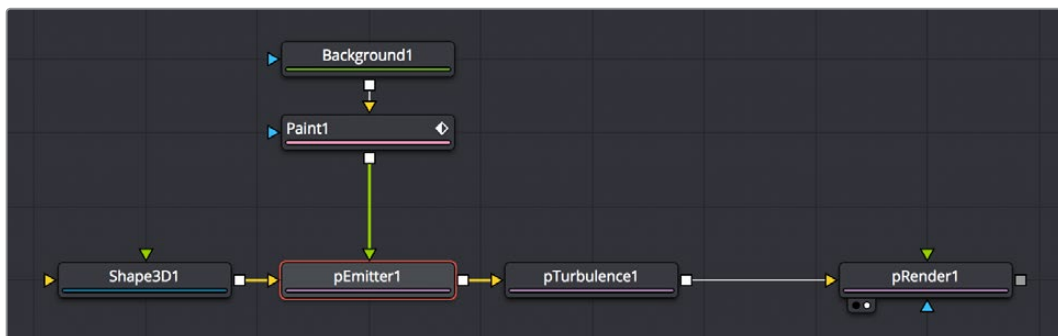 Background1
Paint1
Shape3D1
pEmitter1
pTurbulence1
pRender1